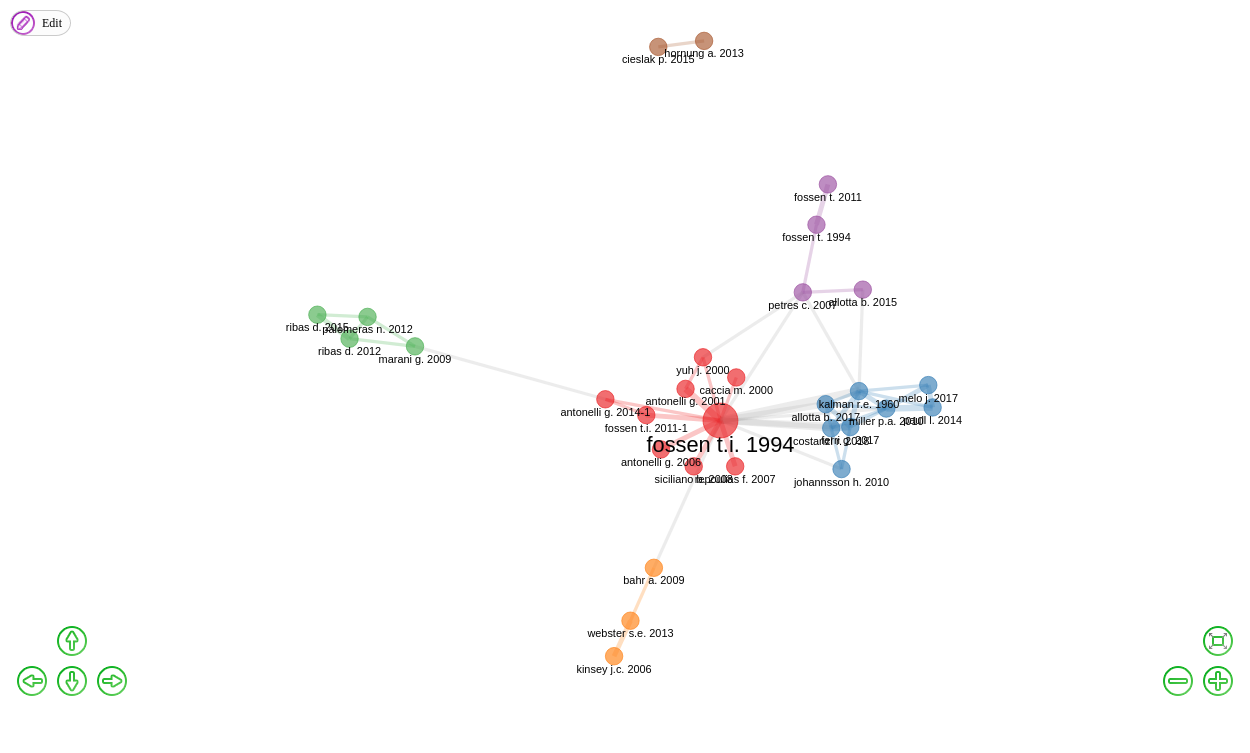 Edit
hornung a. 2013
cieslak p. 2015
fossen t. 2011
fossen t. 1994
petres c. 2007
allotta b. 2015
ribas d. 2015
palomeras n. 2012
ribas d. 2012
marani g. 2009
yuh j. 2000
caccia m. 2000
antonelli g. 2001
antonelli g. 2014-1
fossen t.i. 2011-1
fossen t.i. 1994
kalman r.e. 1960
melo j. 2017
allotta b. 2017
miller p.a. 2010
paull l. 2014
2017
johannsson h. 2010
antonelli g. 2006
siciliano b. 2008
repoulias f. 2007
bahr a. 2009
webster s.e. 2013
kinsey j.c. 2006